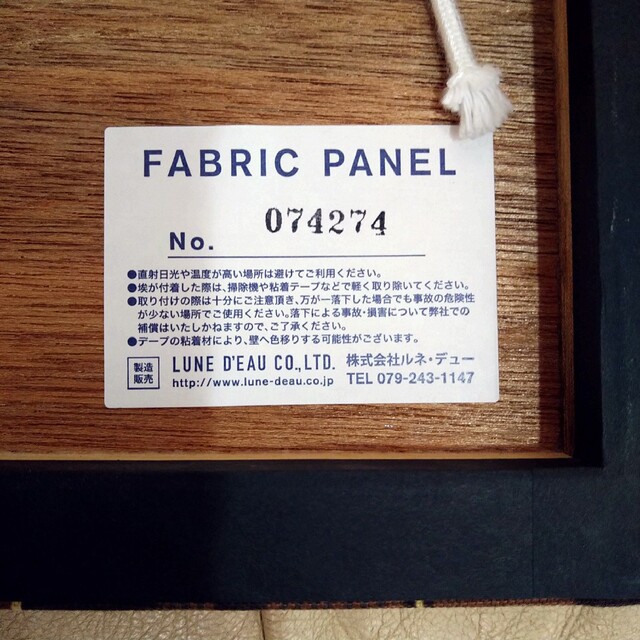 FABRIC PANEL
No. 074274
●直射日光や温度が高い場所は避けてご利用ください。
●埃が付着した際は、掃除機や粘着テープなどで軽く取り除いてください。
●取り付けの際は十分にご注意頂き、万が一落下した場合でも事故の危険性
が少ない場所でご使用ください。落下による事故・損害について弊社での
補償はいたしかねますので、ご了承ください。
●テープの粘着材により、壁へ色移りする可能性がございます。
製造
販売
LUNE D'EAU CO.,LTD. 株式会社ルネ・デュー
http://www.lune-deau.co.jp TEL 079-243-1147